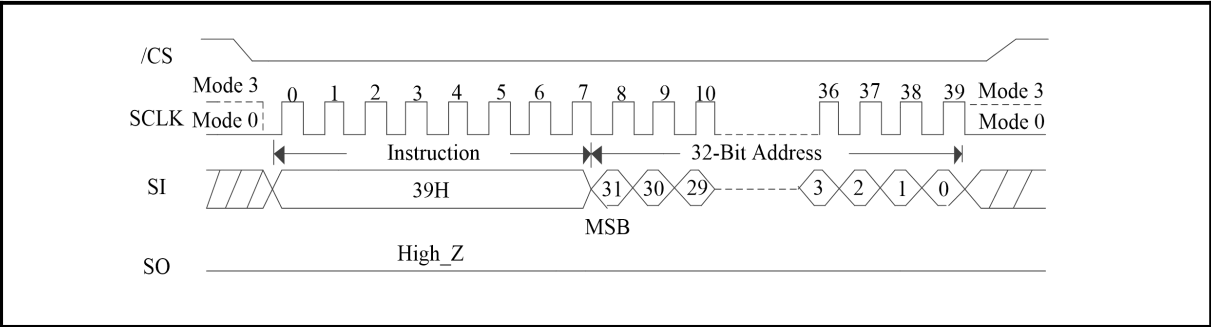 /CS
Mode 3 0 1 2 3 4 5 6 7 8 9 10 36 37 38 39 Mode 3
SCLK Mode 0 Mode 0
Instruction 32-Bit Address
SI 39H 31 30 29 3 2 1 0
MSB
High_Z
SO